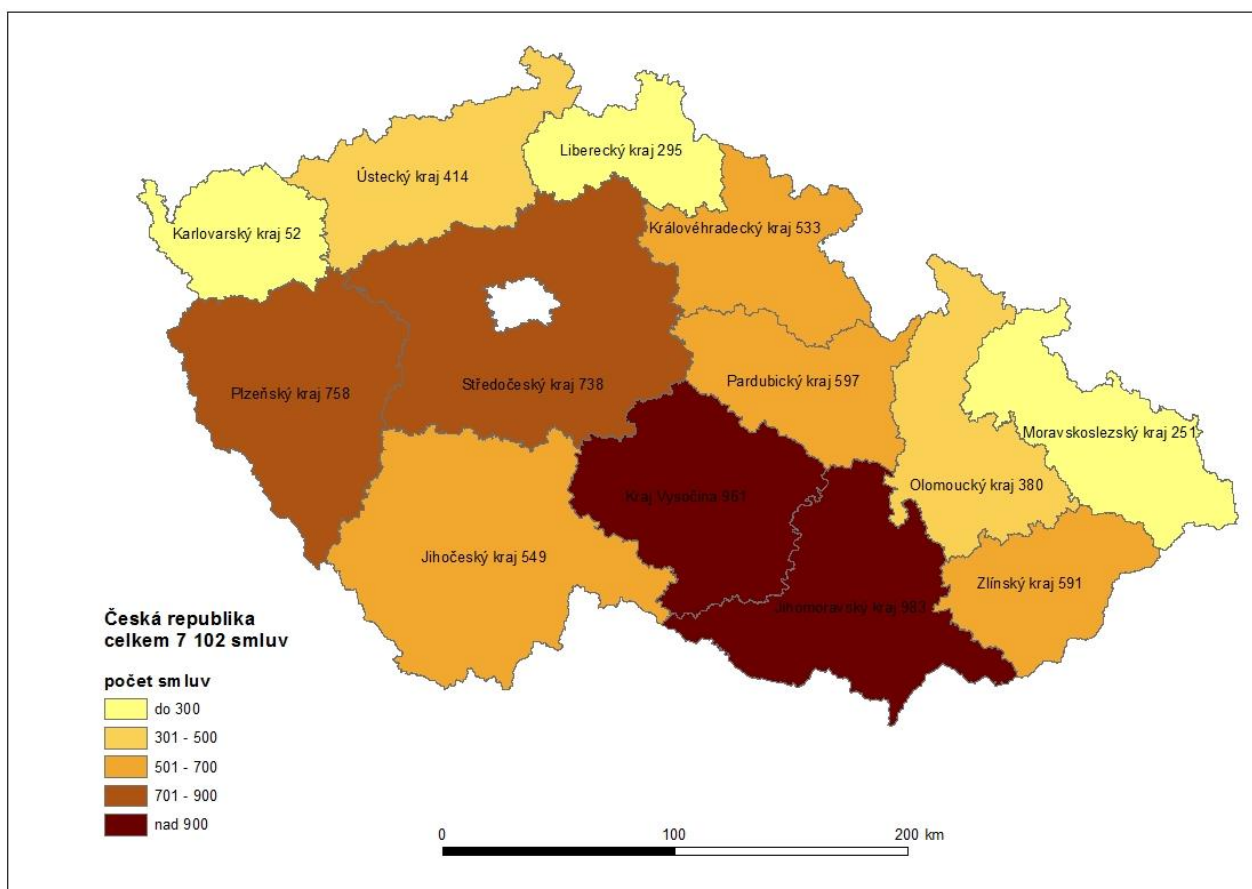 Liberecký kraj 295
Ústecký kraj 414
Karlovarský kraj 52
Královéhradecký kraj 533
Středočeský kraj 738
Pardubický kraj 597
Plzeňský kraj 758
Moravskoslezský kraj 251
Olomoucký kraj 380
Kraj Vysočina 961
Jihočeský kraj 549
Zlínský kraj 591
Jihomoravský kraj 983
Česká republika
celkem 7 102 smluv
počet smluv
do 300
301 - 500
501 - 700
701 - 900
nad 900
0 100 200 km